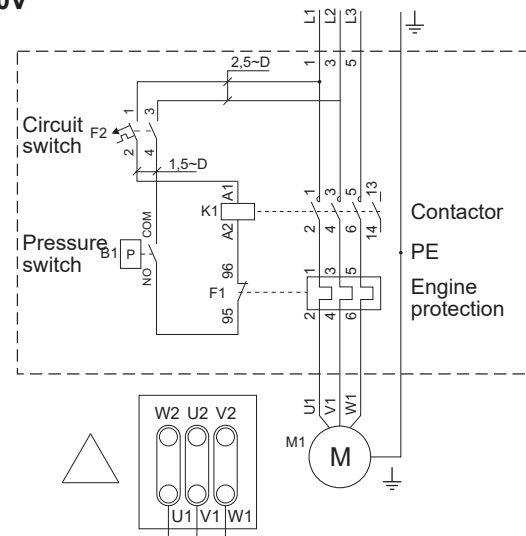 0V
L1 L2 L3
1 3 5
2,5~D
1 3
Circuit
switch
F2
2 4
1,5~D
A1
K1
A2
1 3 5 13
2 4 6 14
Contactor
COM
Pressure
switch
B1 P
NO
96
F1
95
PE
1 3 5
2 4 6
Engine
protection
U1 V1 W1
M1
M
W2 U2 V2
U1 V1 W1